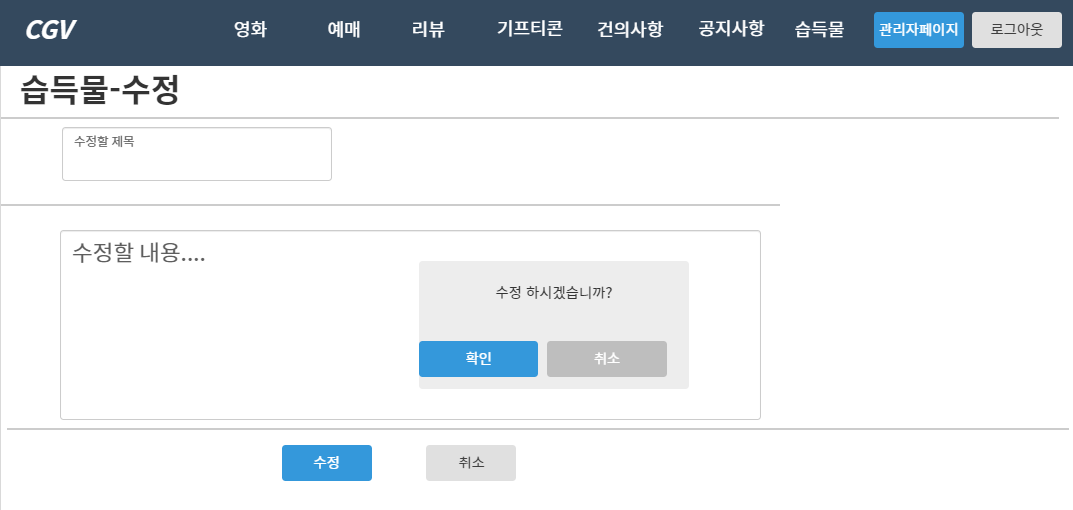 CGV 영화 예매 리뷰 기프티콘 건의사항 공지사항 습득물 관리자페이지 로그아웃
습득물-수정
수정할 제목
수정할 내용....
수정 하시겠습니까?
확인 취소
수정 취소